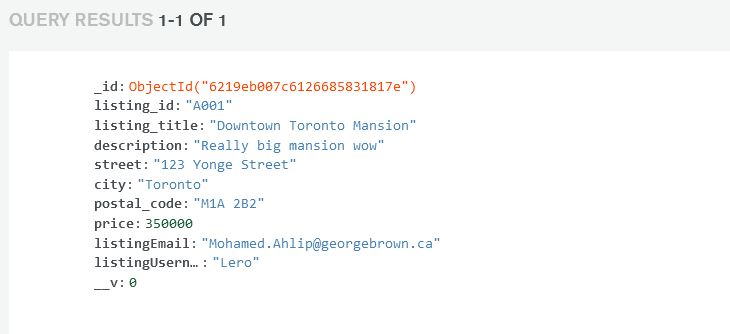 QUERY RESULTS 1-1 OF 1
_id: ObjectId("6219eb007c6126685831817e")
listing_id: "A001"
listing_title: "Downtown Toronto Mansion"
description: "Really big mansion wow"
street: "123 Yonge Street"
city: "Toronto"
postal_code: "M1A 2B2"
price: 350000
listingEmail: "Mohamed.Ahlip@georgebrown.ca"
listingUsern… : "Lero"
__v: 0